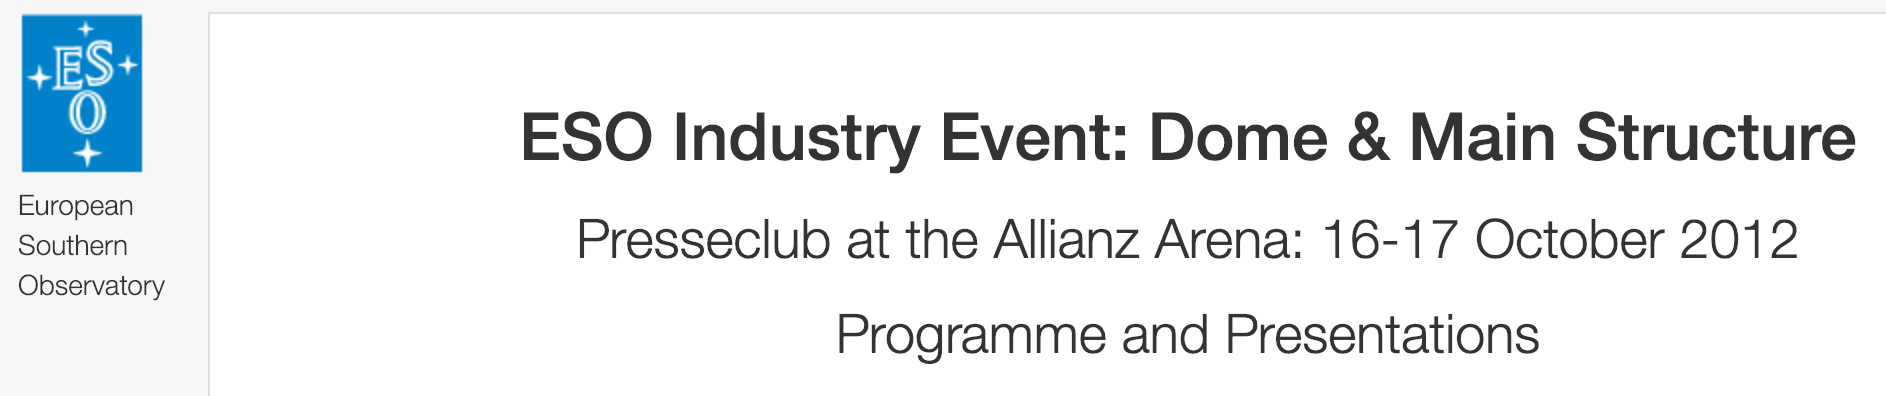 ES
O
European
Southern
Observatory
ESO Industry Event: Dome & Main Structure
Presseclub at the Allianz Arena: 16-17 October 2012
Programme and Presentations